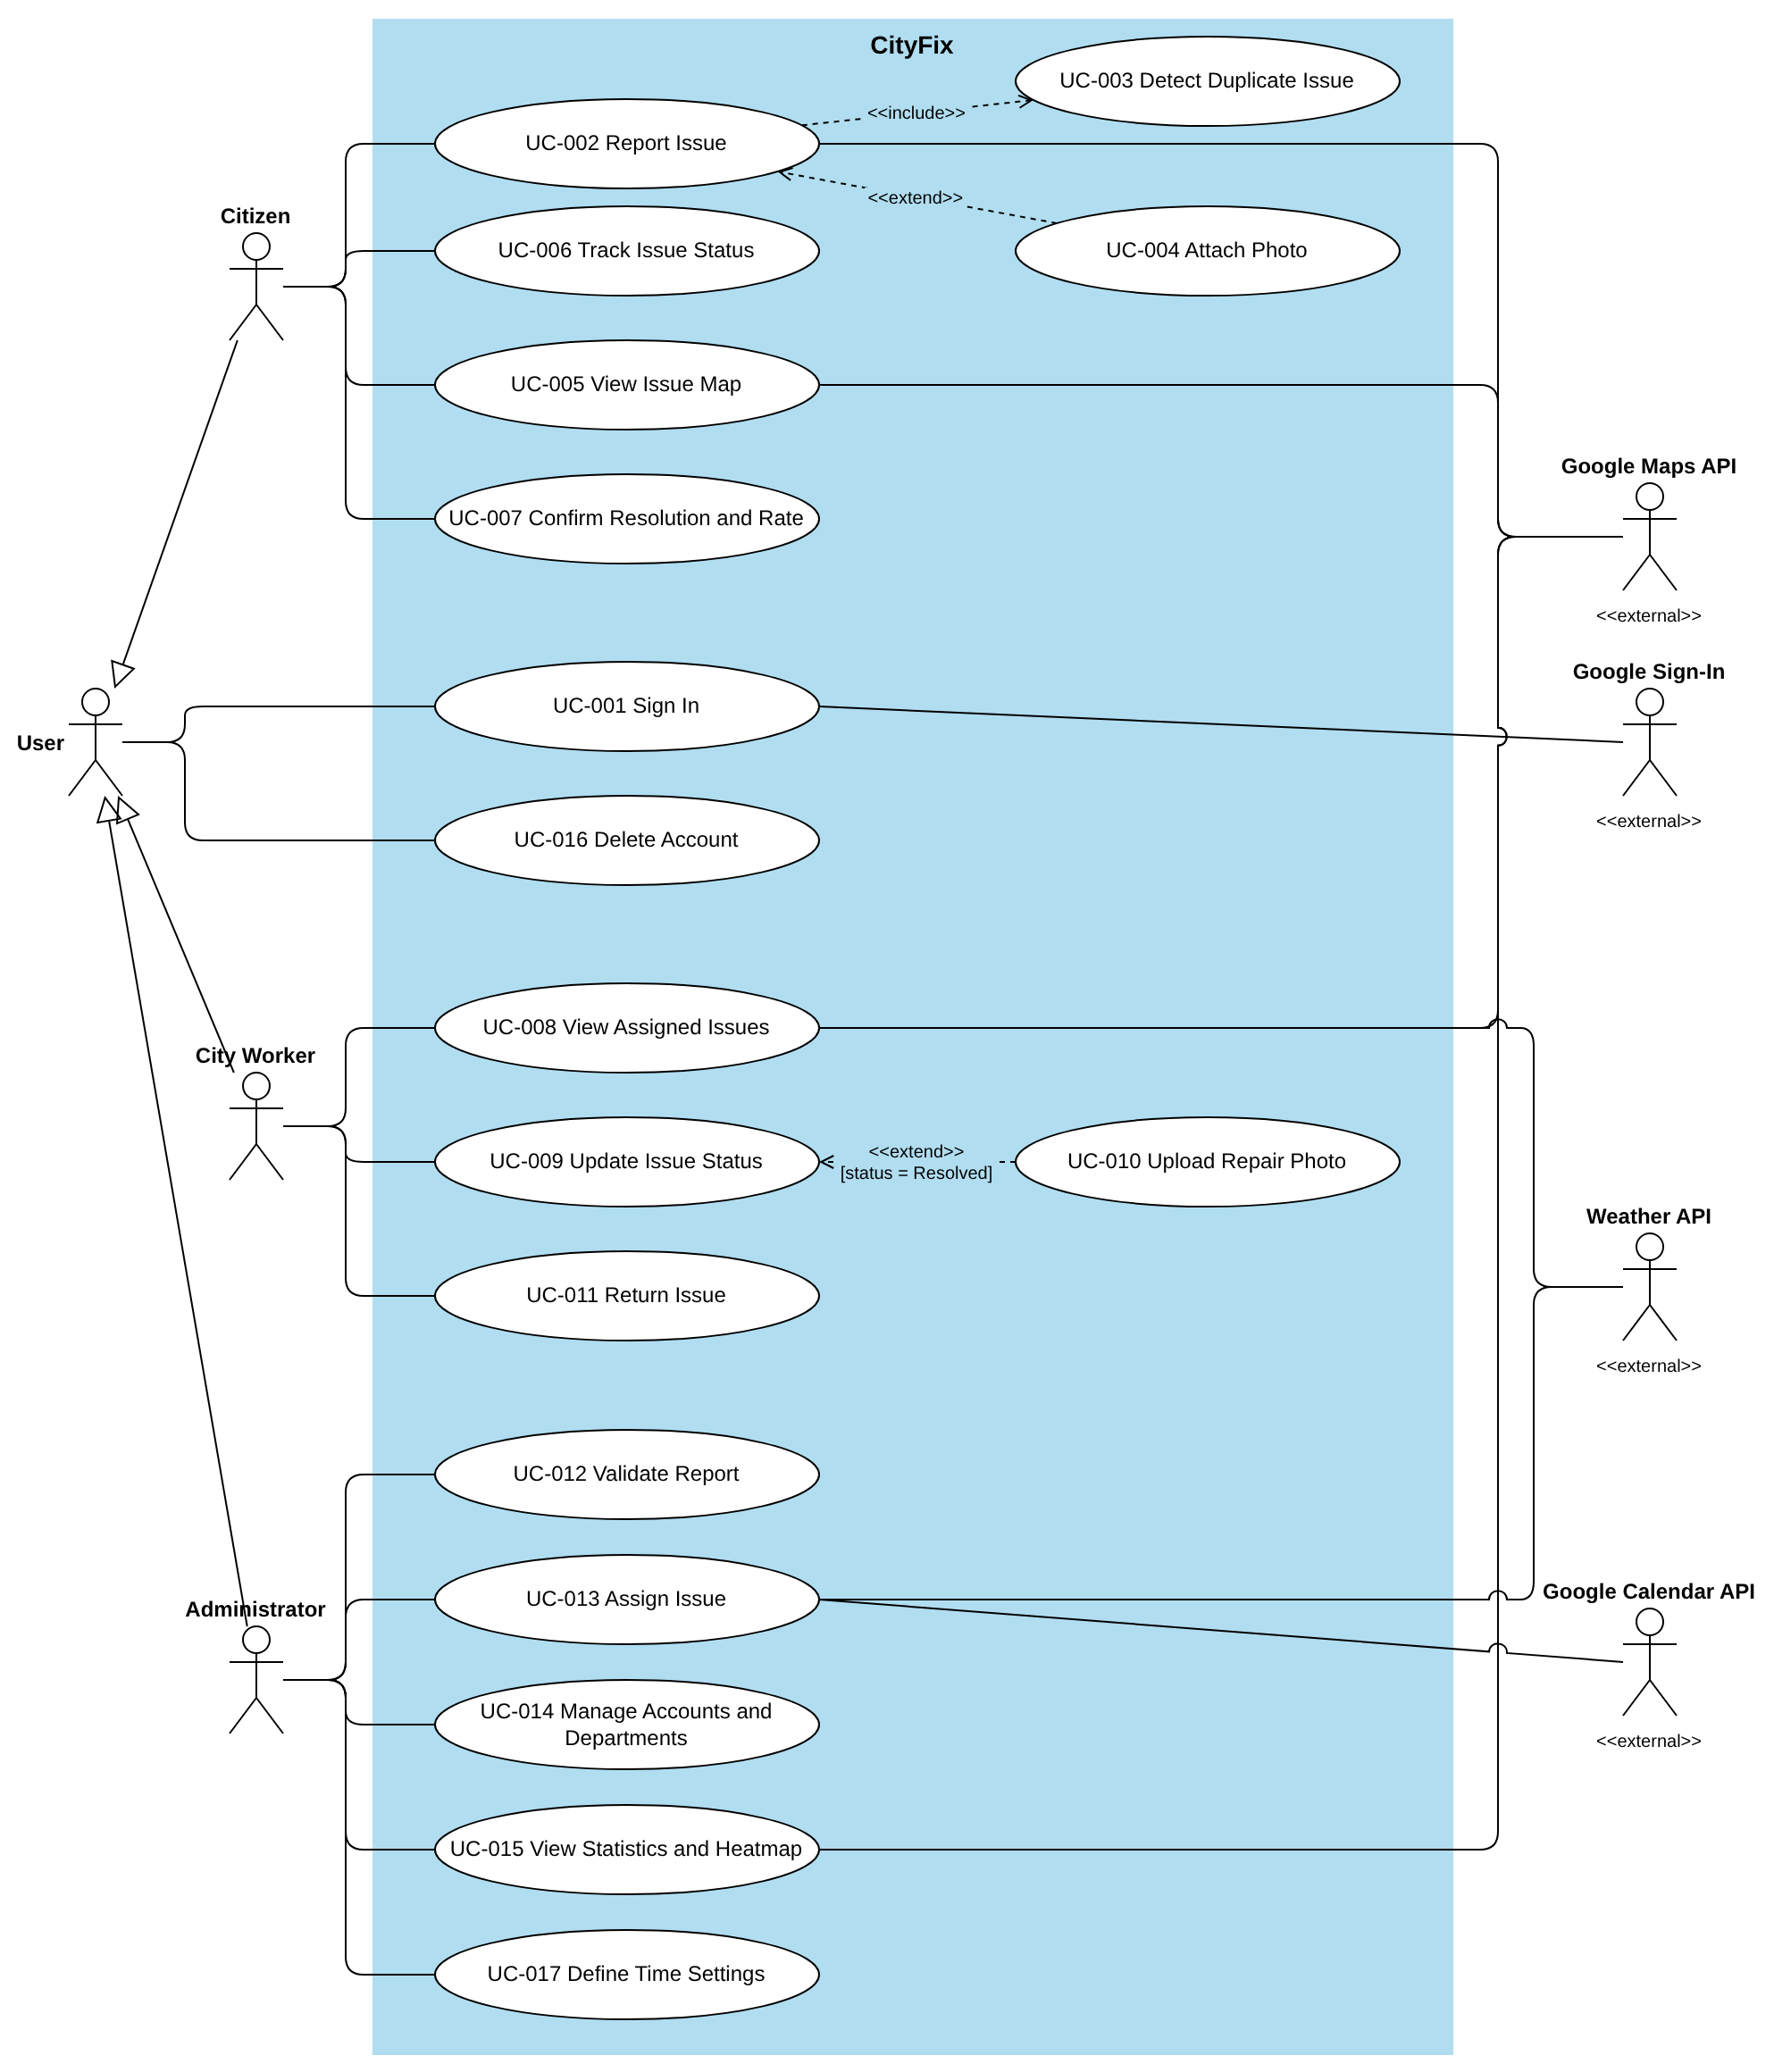 CityFix
UC-003 Detect Duplicate Issue
<<include>>
UC-002 Report Issue
<<extend>>
Citizen
UC-006 Track Issue Status
UC-004 Attach Photo
UC-005 View Issue Map
Google Maps API
UC-007 Confirm Resolution and Rate
<<external>>
Google Sign-In
UC-001 Sign In
User
<<external>>
UC-016 Delete Account
UC-008 View Assigned Issues
City Worker
<<extend>>
[status = Resolved]
UC-009 Update Issue Status
UC-010 Upload Repair Photo
Weather API
UC-011 Return Issue
<<external>>
UC-012 Validate Report
Google Calendar API
UC-013 Assign Issue
Administrator
UC-014 Manage Accounts and
Departments
<<external>>
UC-015 View Statistics and Heatmap
UC-017 Define Time Settings